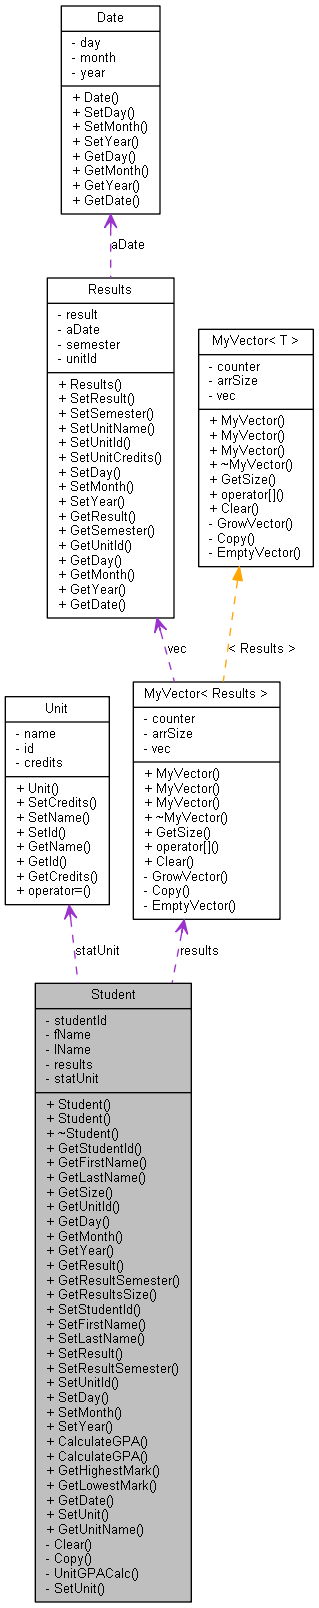 Date
- day
- month
- year
+ Date()
+ SetDay()
+ SetMonth()
+ SetYear()
+ GetDay()
+ GetMonth()
+ GetYear()
+ GetDate()
aDate
Results
- result
- aDate
- semester
- unitId
+ Results()
+ SetResult()
+ SetSemester()
+ SetUnitName()
+ SetUnitId()
+ SetUnitCredits()
+ SetDay()
+ SetMonth()
+ SetYear()
+ GetResult()
+ GetSemester()
+ GetUnitId()
+ GetDay()
+ GetMonth()
+ GetYear()
+ GetDate()
MyVector< T >
- counter
- arrSize
- vec
+ MyVector()
+ MyVector()
+ MyVector()
+ ~MyVector()
+ GetSize()
+ operator[]()
+ Clear()
- GrowVector()
- Copy()
- EmptyVector()
vec
< Results >
Unit
- name
- id
- credits
+ Unit()
+ SetCredits()
+ SetName()
+ SetId()
+ GetName()
+ GetId()
+ GetCredits()
+ operator=()
MyVector< Results >
- counter
- arrSize
- vec
+ MyVector()
+ MyVector()
+ MyVector()
+ ~MyVector()
+ GetSize()
+ operator[]()
+ Clear()
- GrowVector()
- Copy()
- EmptyVector()
statUnit
results
Student
- studentId
- fName
- lName
- results
- statUnit
+ Student()
+ Student()
+ ~Student()
+ GetStudentId()
+ GetFirstName()
+ GetLastName()
+ GetSize()
+ GetUnitId()
+ GetDay()
+ GetMonth()
+ GetYear()
+ GetResult()
+ GetResultSemester()
+ GetResultsSize()
+ SetStudentId()
+ SetFirstName()
+ SetLastName()
+ SetResult()
+ SetResultSemester()
+ SetUnitId()
+ SetDay()
+ SetMonth()
+ SetYear()
+ CalculateGPA()
+ CalculateGPA()
+ GetHighestMark()
+ GetLowestMark()
+ GetDate()
+ SetUnit()
+ GetUnitName()
- Clear()
- Copy()
- UnitGPACalc()
- SetUnit()